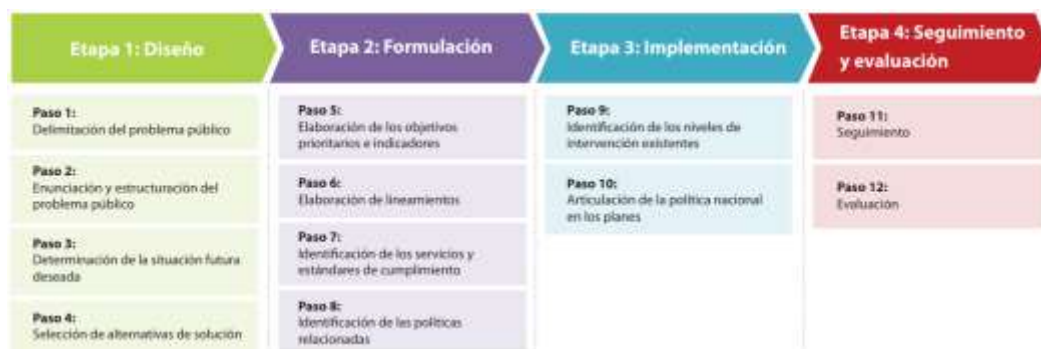 Etapa 1: Diseño
Paso 1:
Delimitación del problema público
Paso 2:
Enunciación y estructuración del
problema público
Paso 3:
Determinación de la situación futura
deseada
Paso 4:
Selección de alternativas de solución
Etapa 2: Formulación
Paso 5:
Elaboración de los objetivos
prioritarios e indicadores
Paso 6:
Elaboración de lineamientos
Paso 7:
Identificación de los servicios y
estándares de cumplimiento
Paso 8:
Identificación de las políticas
relacionadas
Etapa 3: Implementación
Paso 9:
Identificación de los niveles de
intervención existentes
Paso 10:
Articulación de la política nacional
en los planes
Etapa 4: Seguimiento
y evaluación
Paso 11:
Seguimiento
Paso 12:
Evaluación